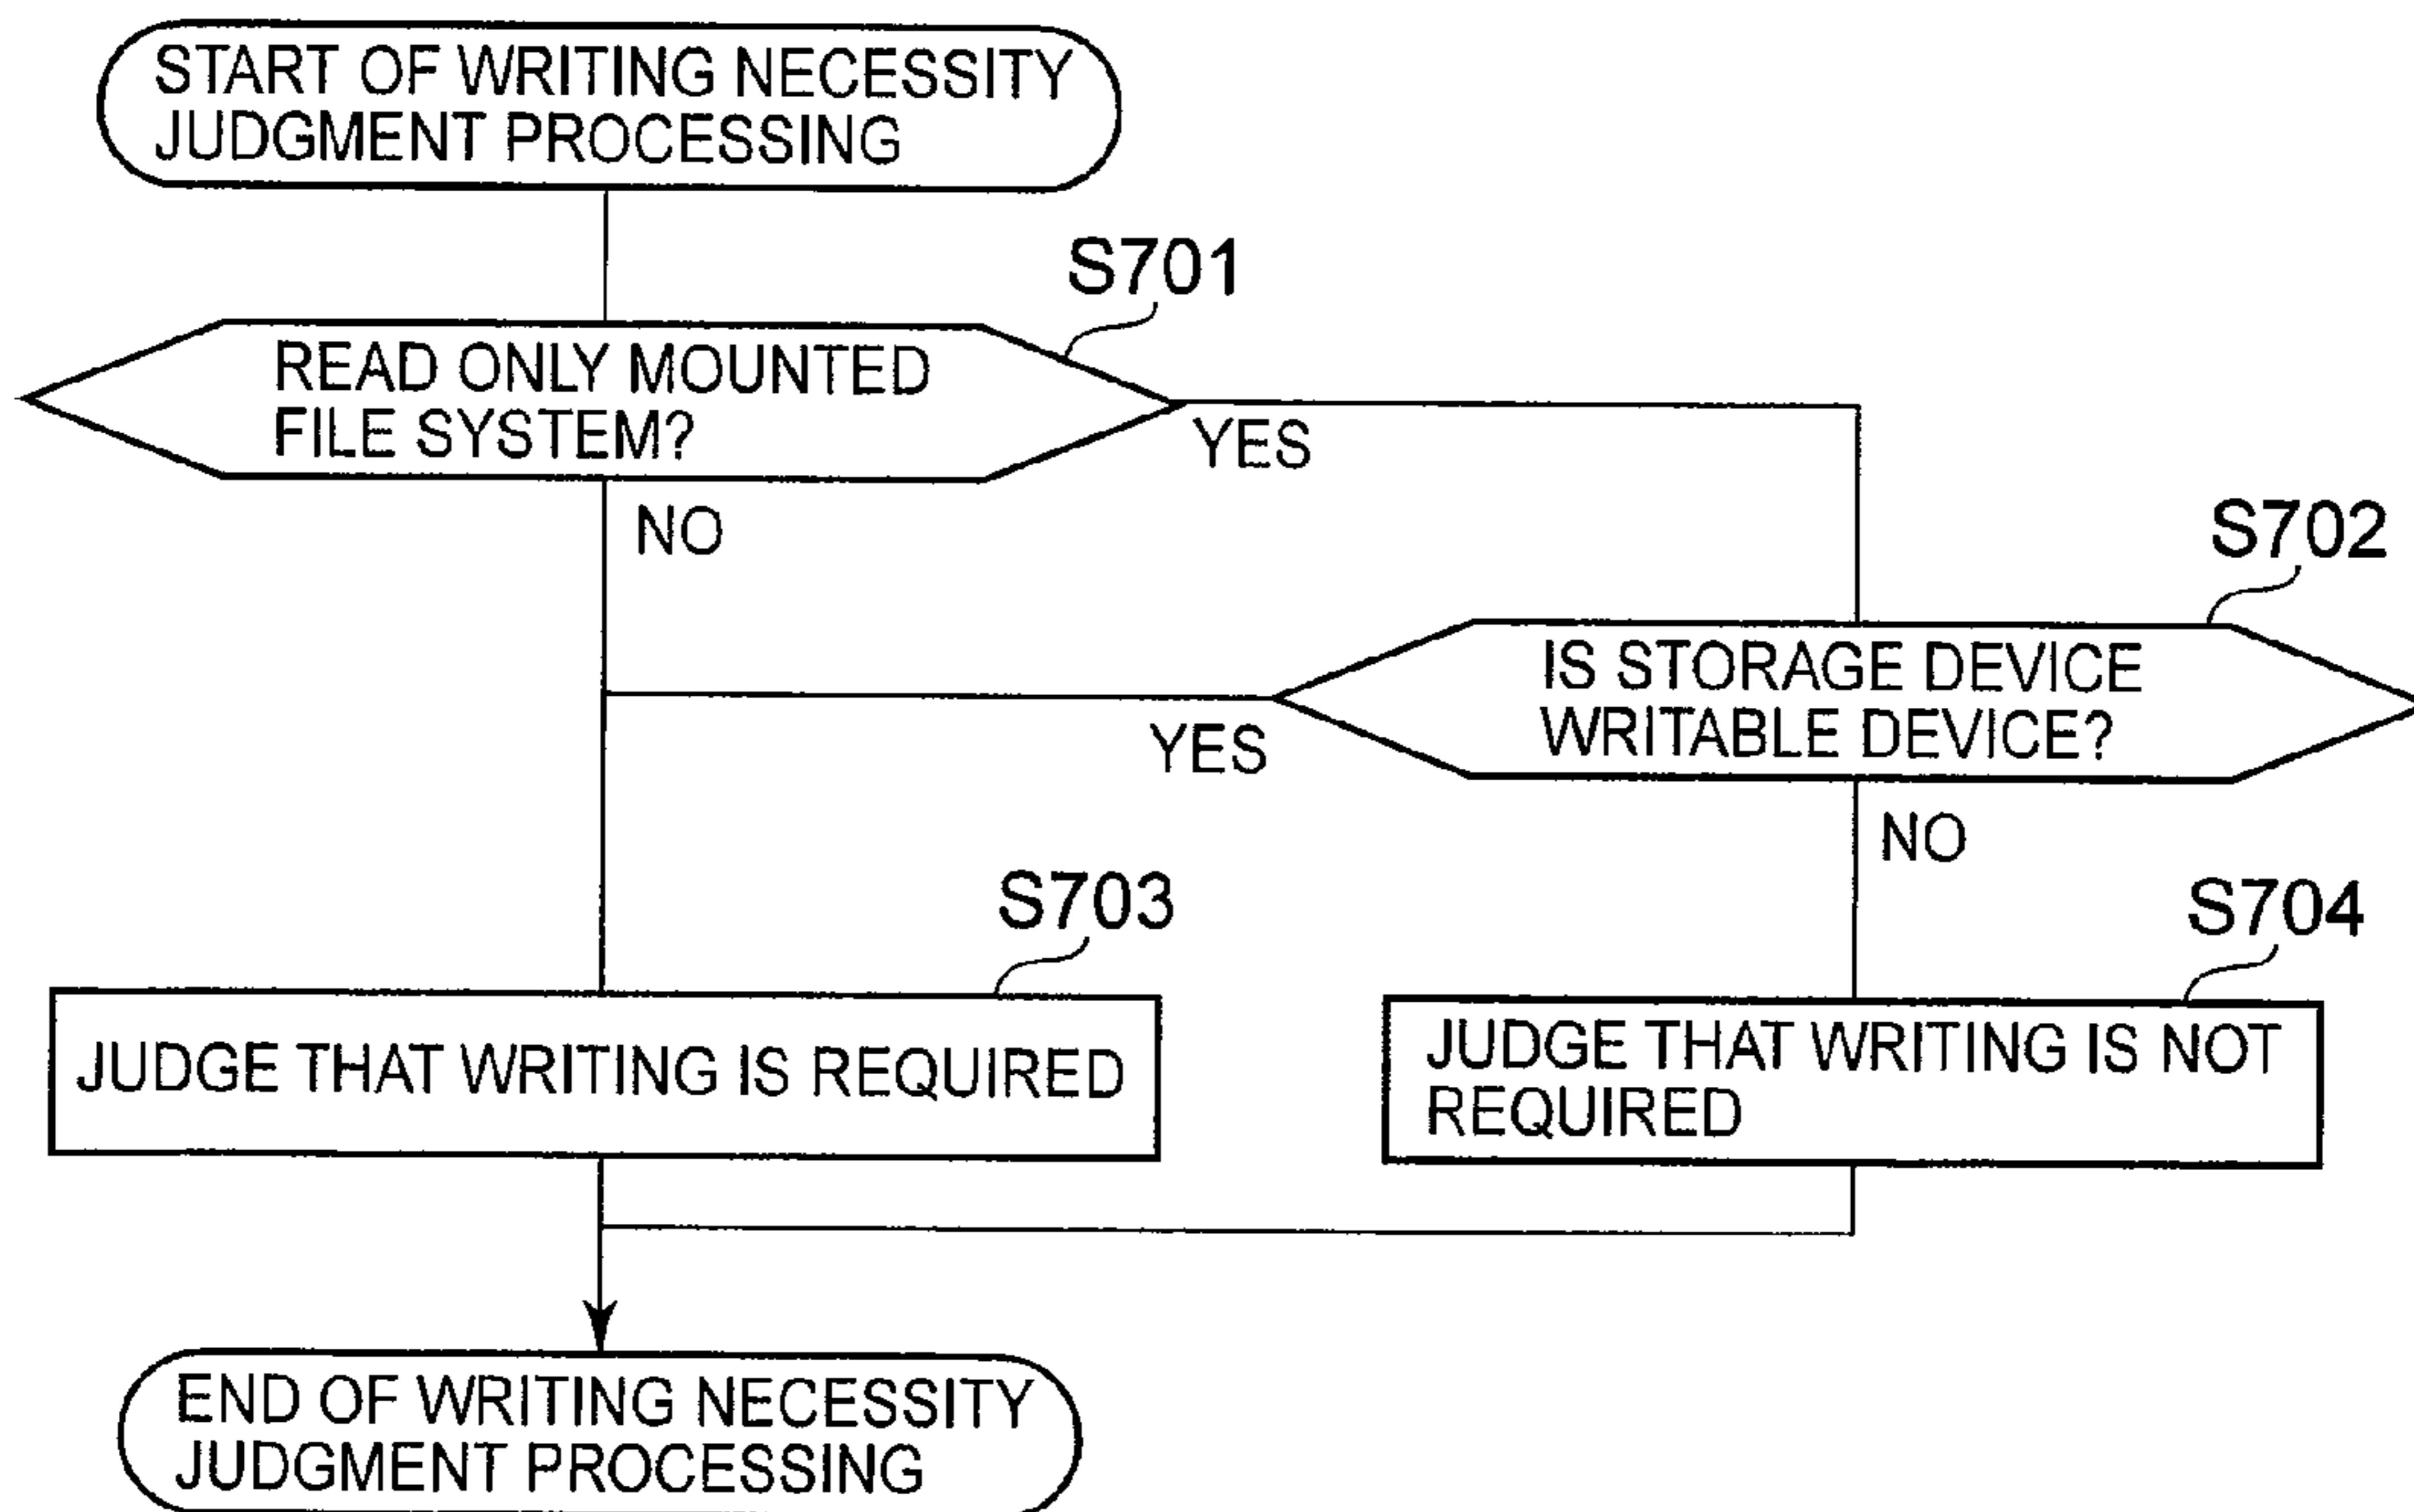 START OF WRITING NECESSITY
JUDGMENT PROCESSING
S701
READ ONLY MOUNTED
FILE SYSTEM?
YES
NO
S702
IS STORAGE DEVICE
WRITABLE DEVICE?
YES
NO
S703
JUDGE THAT WRITING IS REQUIRED
S704
JUDGE THAT WRITING IS NOT
REQUIRED
END OF WRITING NECESSITY
JUDGMENT PROCESSING